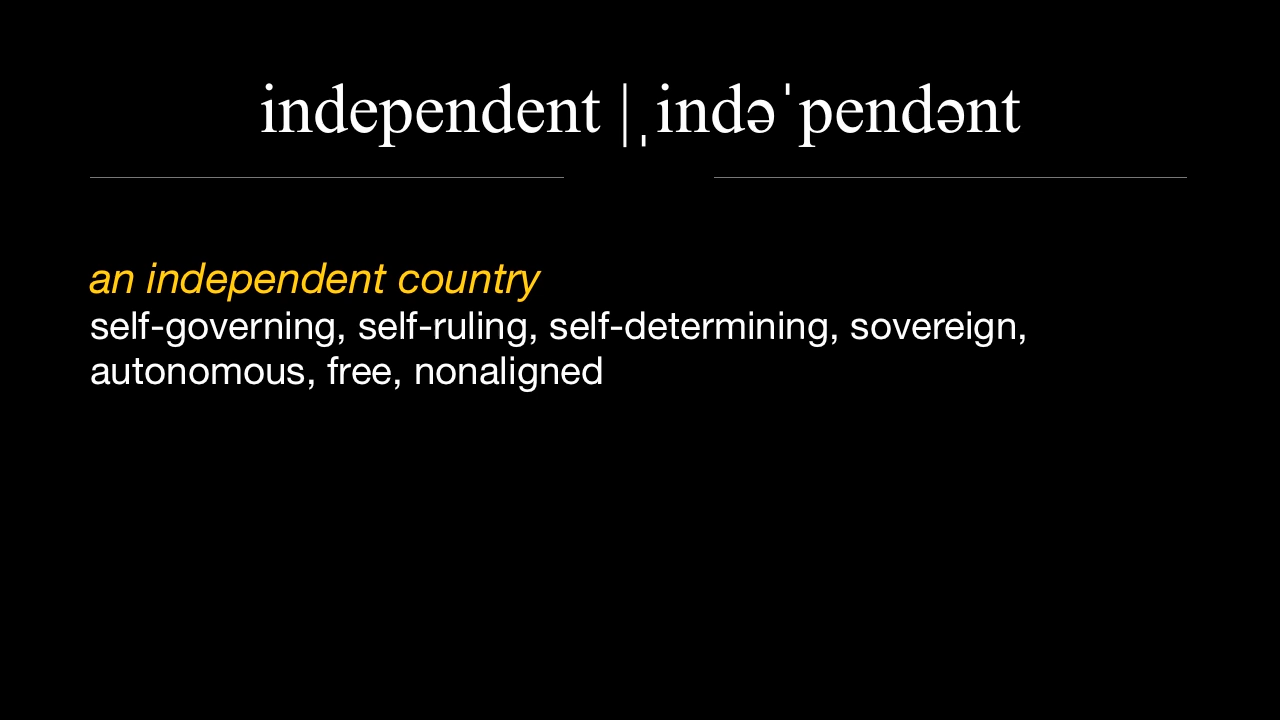 independent |ˌindəˈpendənt
an independent country
self-governing, self-ruling, self-determining, sovereign,
autonomous, free, nonaligned